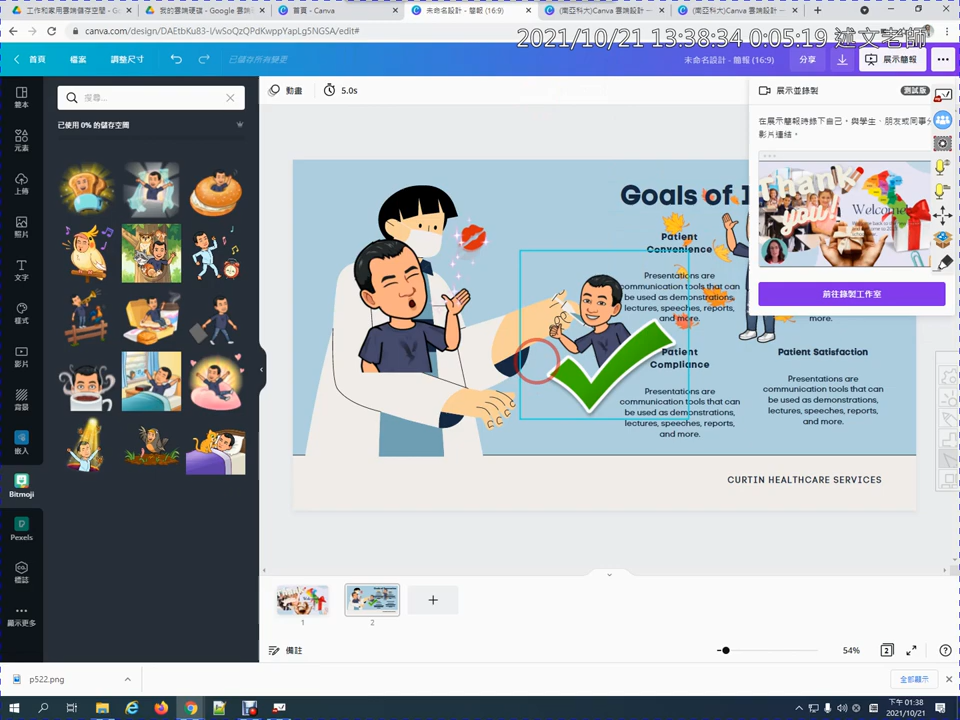 工作和家用雲端儲存空間 - G
我的雲端硬碟 - Google 雲端
首頁 - Canva
未命名設計 - 簡報 (16:9)
(南亞科大)Canva 雲端設計 -
(南亞科大)Canva 雲端設計 -
canva.com/design/DAEtbKu83-I/wSoQzQPdKwppYapLg5NGSA/edit#
2021/10/21 13:38:34 0:05:19 述文老師
首頁
檔案
調整尺寸
已儲存所有變更
未命名設計 - 簡報 (16:9)
分享
展示簡報
範本
元素
上傳
照片
文字
樣式
影片
背景
嵌入
Bitmoji
Pexels
標誌
顯示更多
搜尋...
已使用 0% 的儲存空間
動畫
5.0s
展示並錄製
測試版
在展示簡報時錄下自己。與學生、朋友或同事分
影片連結。
Thank
you!
Welcome
前往錄製工作室
Goals of I
Patient
Convenience
Presentations are
communication tools that can
be used as demonstrations,
lectures, speeches, reports,
and more.
more.
Patient
Compliance
Presentations are
communication tools that can
be used as demonstrations,
lectures, speeches, reports,
and more.
Patient Satisfaction
Presentations are
communication tools that can
be used as demonstrations,
lectures, speeches, reports,
and more.
CURTIN HEALTHCARE SERVICES
1
2
備註
54%
2
p522.png
全部顯示
下午 01:38
2021/10/21